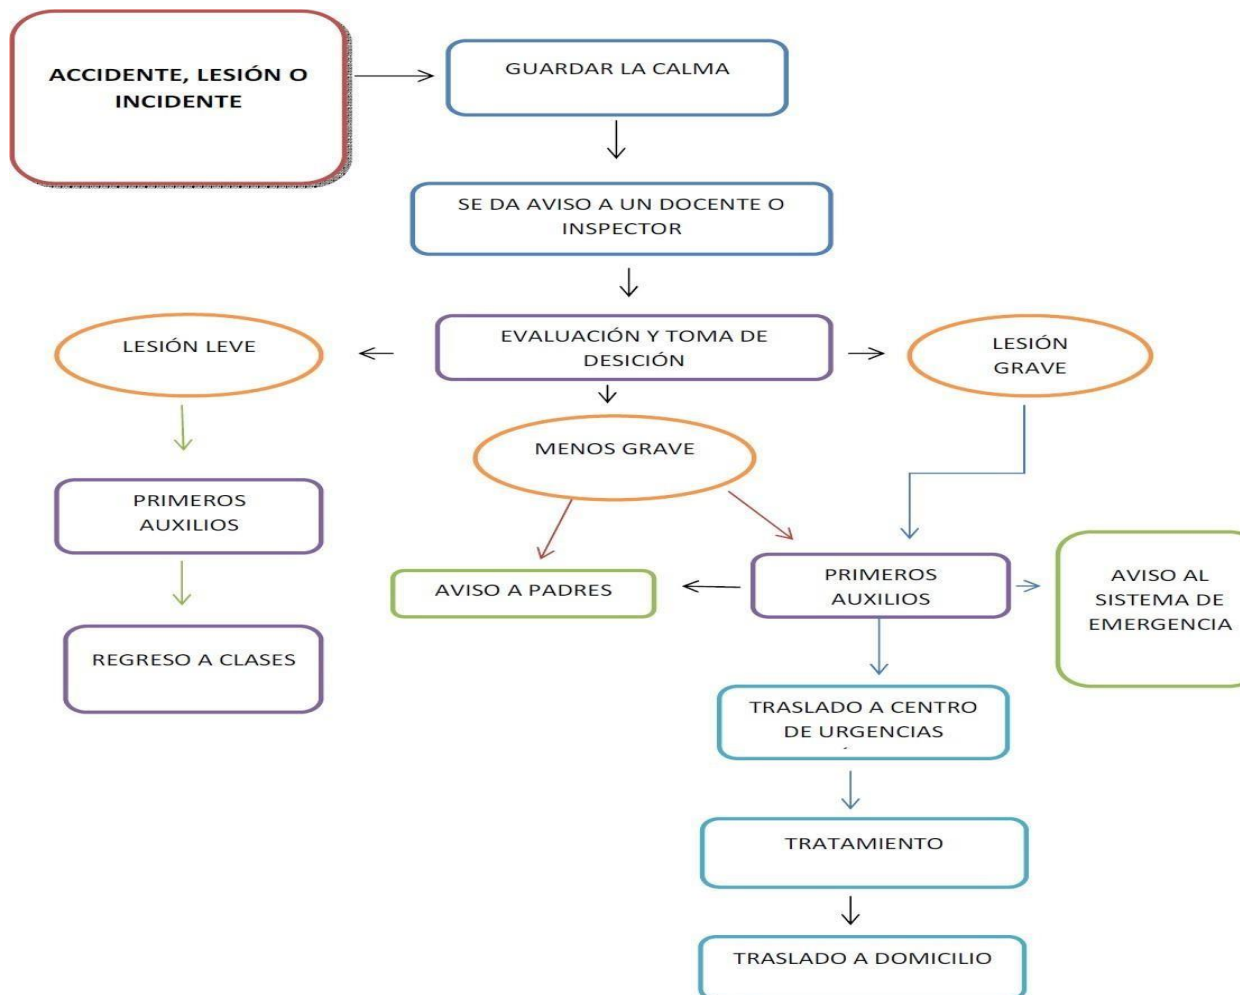 ACCIDENTE, LESIÓN O
INCIDENTE
GUARDAR LA CALMA
SE DA AVISO A UN DOCENTE O
INSPECTOR
EVALUACIÓN Y TOMA DE
DESICIÓN
LESIÓN LEVE
LESIÓN
GRAVE
MENOS GRAVE
PRIMEROS
AUXILIOS
AVISO A PADRES
PRIMEROS
AUXILIOS
AVISO AL
SISTEMA DE
EMERGENCIA
REGRESO A CLASES
TRASLADO A CENTRO
DE URGENCIAS
TRATAMIENTO
TRASLADO A DOMICILIO